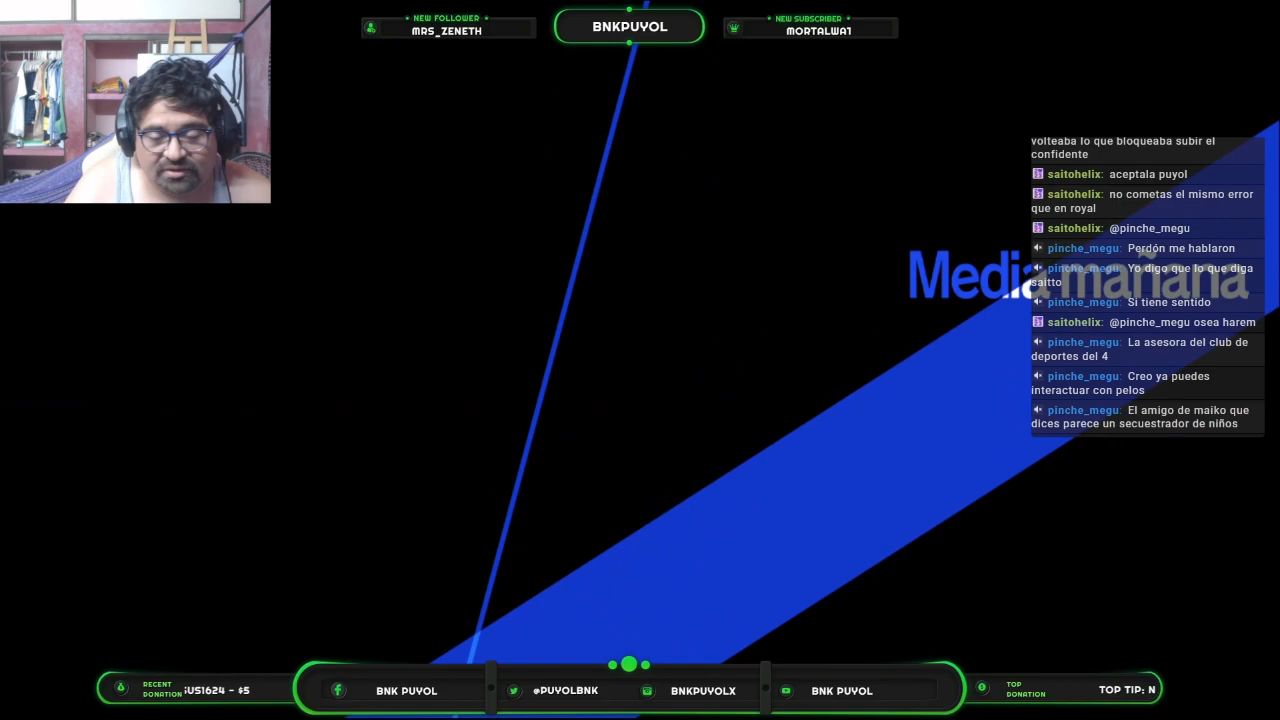 NEW FOLLOWER
MRS_ZENETH
BNKPUYOL
NEW SUBSCRIBER
MORTALWA1
volteaba lo que bloqueaba subir el
confidente
saitohelix: aceptala puyol
saitohelix: no cometas el mismo error
que en royal
saitohelix: @pinche_megu
pinche_megu: Perdón me hablaron
pinche_megu: Yo digo que lo que diga
saitto
pinche_megu: Si tiene sentido
saitohelix: @pinche_megu osea harem
pinche_megu: La asesora del club de
deportes del 4
pinche_megu: Creo ya puedes
interactuar con pelos
pinche_megu: El amigo de maiko que
dices parece un secuestrador de niños
Media mañana
RECENT
DONATION
US1624 - $5
BNK PUYOL
@PUYOLBNK
BNKPUYOLX
BNK PUYOL
TOP
DONATION
TOP TIP: N